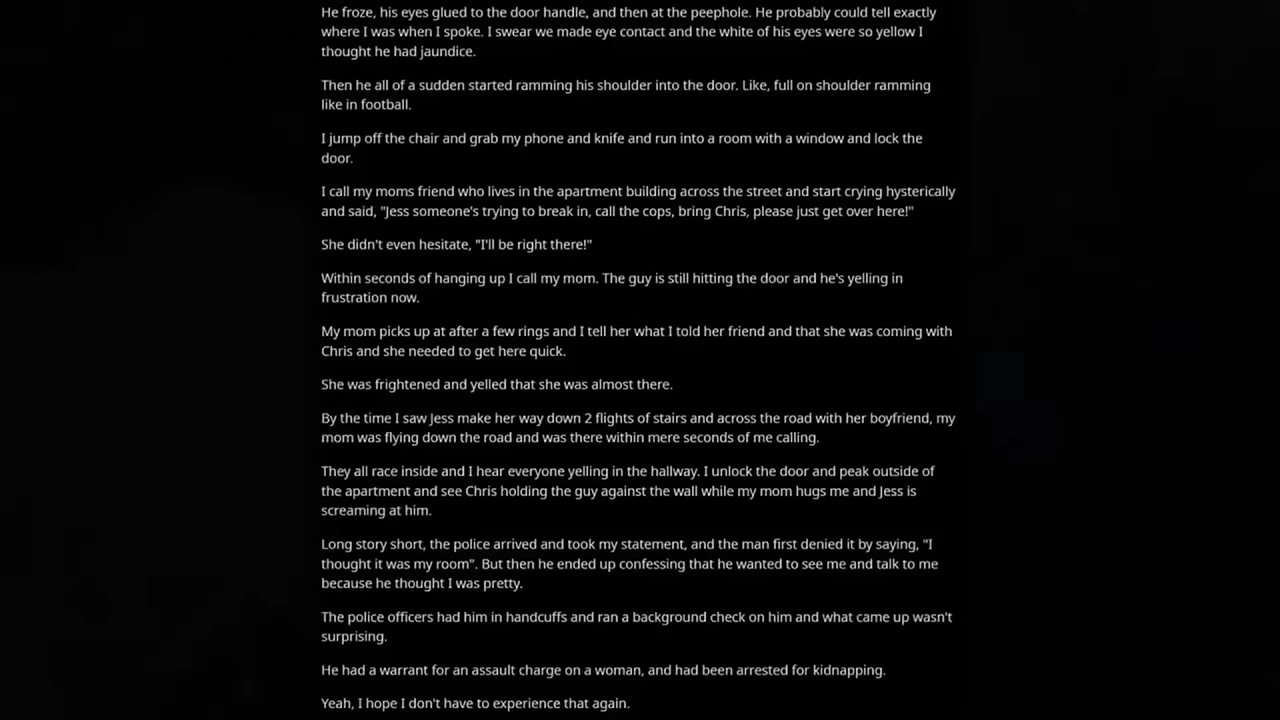 He froze, his eyes glued to the door handle, and then at the peephole. He probably could tell exactly
where I was when I spoke. I swear we made eye contact and the white of his eyes were so yellow I
thought he had jaundice.
Then he all of a sudden started ramming his shoulder into the door. Like, full on shoulder ramming
like in football.
I jump off the chair and grab my phone and knife and run into a room with a window and lock the
door.
I call my moms friend who lives in the apartment building across the street and start crying hysterically
and said, "Jess someone's trying to break in, call the cops, bring Chris, please just get over here!"
She didn't even hesitate, "I'll be right there!"
Within seconds of hanging up I call my mom. The guy is still hitting the door and he's yelling in
frustration now.
My mom picks up at after a few rings and I tell her what I told her friend and that she was coming with
Chris and she needed to get here quick.
She was frightened and yelled that she was almost there.
By the time I saw Jess make her way down 2 flights of stairs and across the road with her boyfriend, my
mom was flying down the road and was there within mere seconds of me calling.
They all race inside and I hear everyone yelling in the hallway. I unlock the door and peak outside of
the apartment and see Chris holding the guy against the wall while my mom hugs me and Jess is
screaming at him.
Long story short, the police arrived and took my statement, and the man first denied it by saying, "I
thought it was my room". But then he ended up confessing that he wanted to see me and talk to me
because he thought I was pretty.
The police officers had him in handcuffs and ran a background check on him and what came up wasn't
surprising.
He had a warrant for an assault charge on a woman, and had been arrested for kidnapping.
Yeah, I hope I don't have to experience that again.